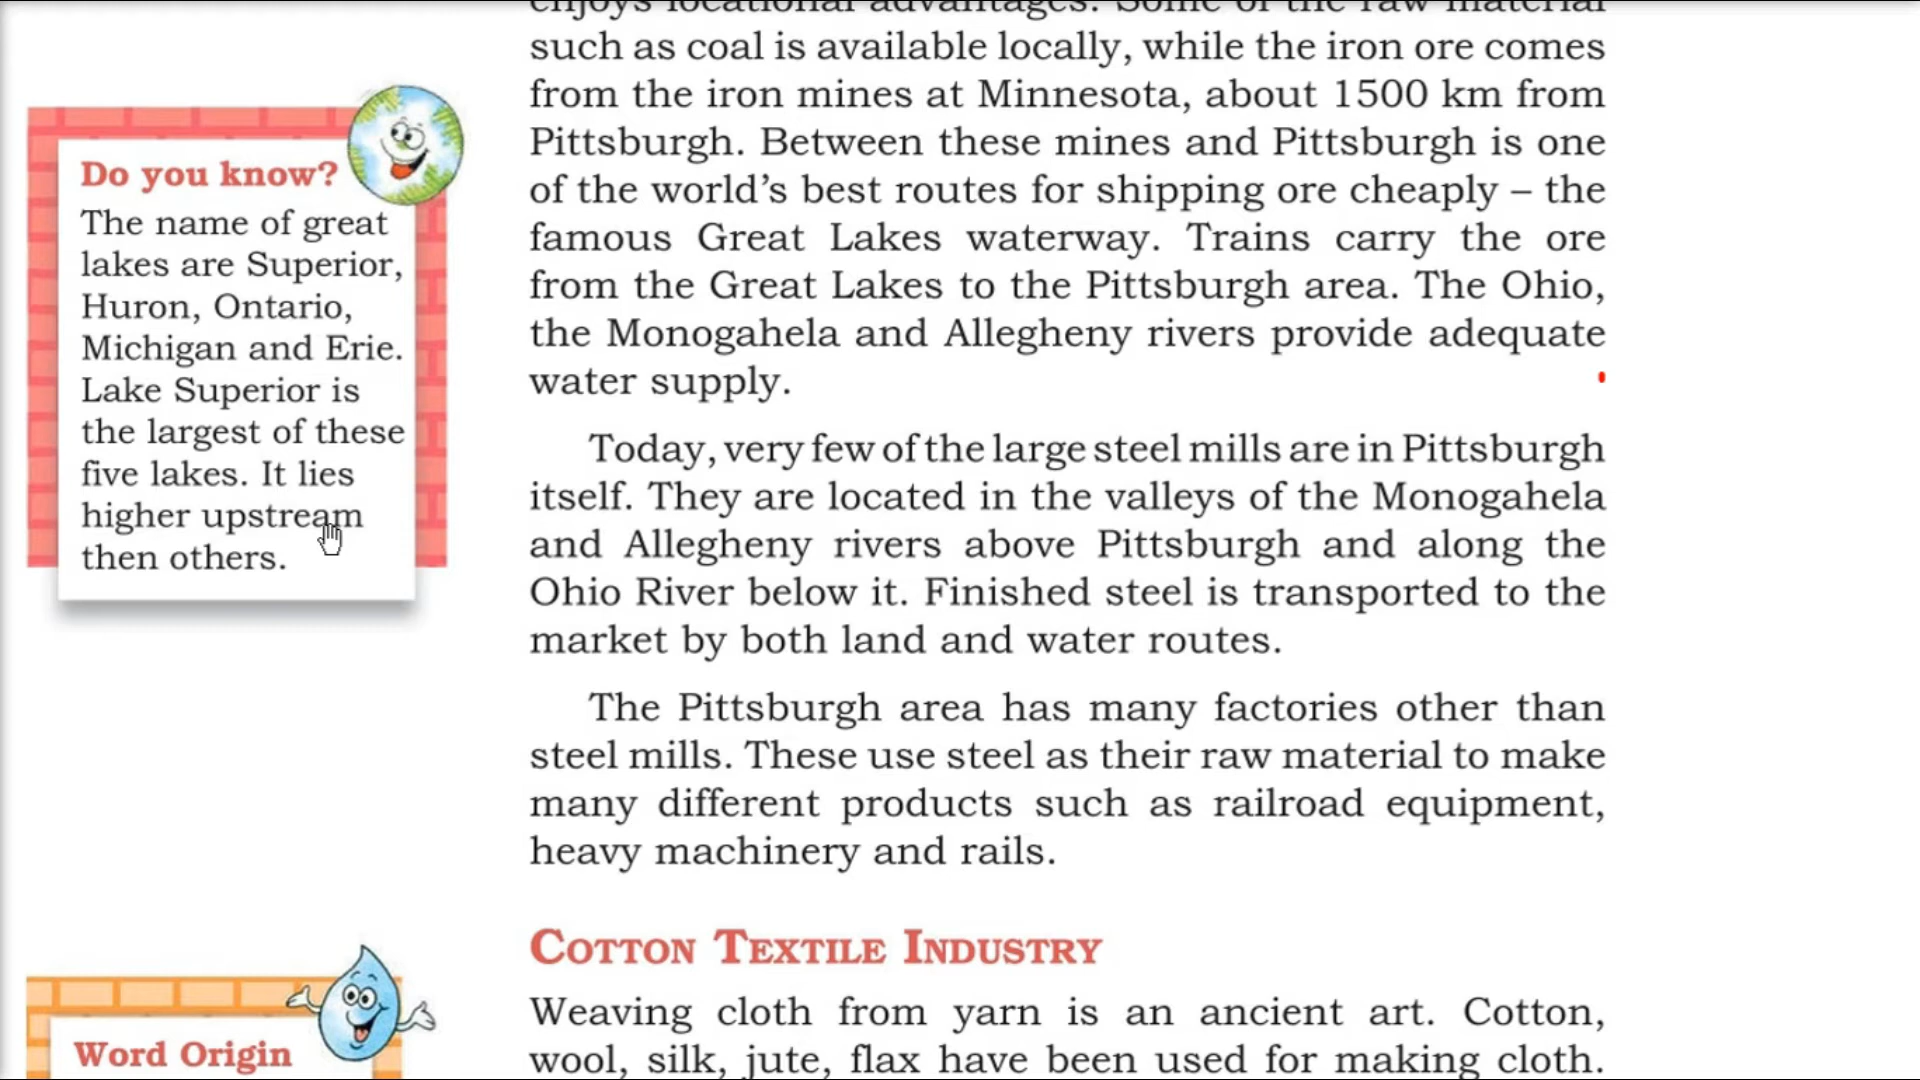 enjoys locational advantages. Some of the raw material
such as coal is available locally, while the iron ore comes
from the iron mines at Minnesota, about 1500 km from
Pittsburgh. Between these mines and Pittsburgh is one
of the world's best routes for shipping ore cheaply – the
famous Great Lakes waterway. Trains carry the ore
from the Great Lakes to the Pittsburgh area. The Ohio,
the Monogahela and Allegheny rivers provide adequate
water supply.
Today, very few of the large steel mills are in Pittsburgh
itself. They are located in the valleys of the Monogahela
and Allegheny rivers above Pittsburgh and along the
Ohio River below it. Finished steel is transported to the
market by both land and water routes.
The Pittsburgh area has many factories other than
steel mills. These use steel as their raw material to make
many different products such as railroad equipment,
heavy machinery and rails.
COTTON TEXTILE INDUSTRY
Weaving cloth from yarn is an ancient art. Cotton,
wool, silk, jute, flax have been used for making cloth.
Do you know?
The name of great
lakes are Superior,
Huron, Ontario,
Michigan and Erie.
Lake Superior is
the largest of these
five lakes. It lies
higher upstream
then others.
Word Origin